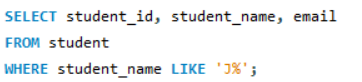 SELECT student_id, student_name, email
FROM student
WHERE student_name LIKE 'J%';